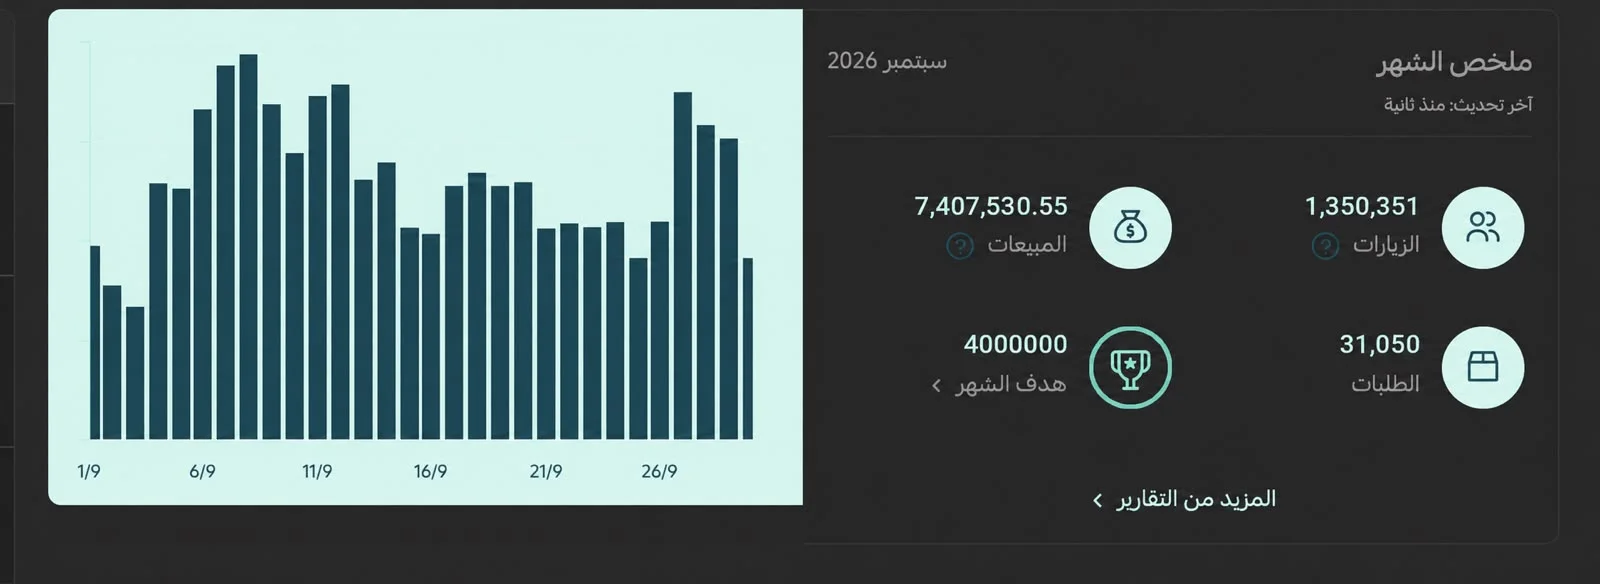 ملخص الشهر
سبتمبر 2026
آخر تحديث: منذ ثانية
1,350,351
الزيارات ?
7,407,530.55
المبيعات ?
31,050
الطلبات
4000000
هدف الشهر ‹
المزيد من التقارير ‹
1/9 6/9 11/9 16/9 21/9 26/9